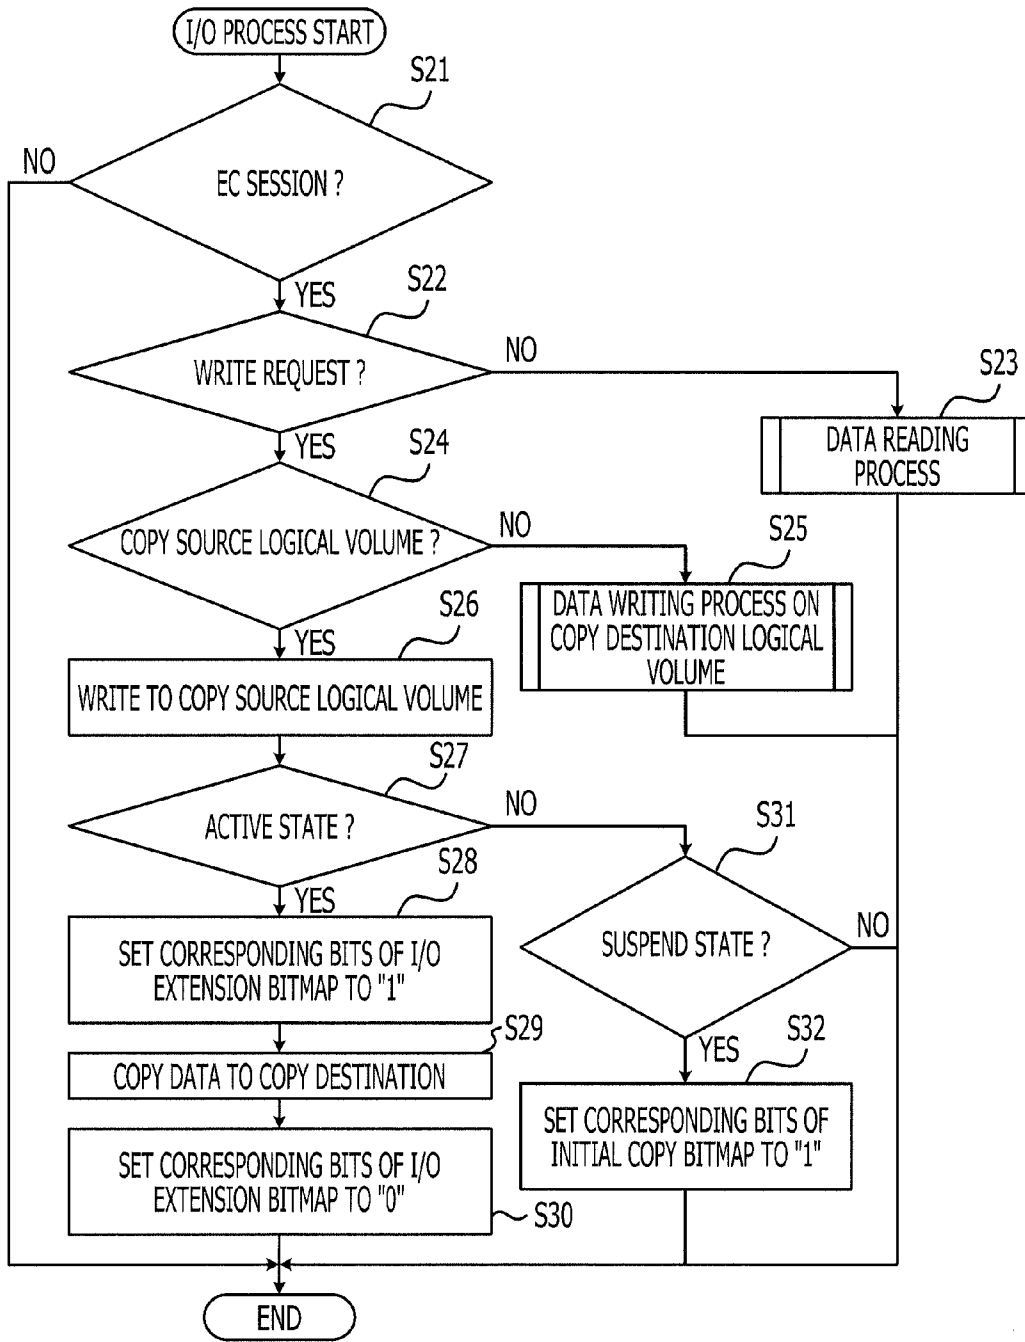 I/O PROCESS START
S21
NO
EC SESSION ?
YES
S22
WRITE REQUEST ?
NO
S23
DATA READING
PROCESS
YES
S24
COPY SOURCE LOGICAL VOLUME ?
NO
S25
DATA WRITING PROCESS ON
COPY DESTINATION LOGICAL
VOLUME
YES
S26
WRITE TO COPY SOURCE LOGICAL VOLUME
S27
ACTIVE STATE ?
NO
S31
SUSPEND STATE ?
NO
YES
S28
SET CORRESPONDING BITS OF I/O
EXTENSION BITMAP TO "1"
S29
COPY DATA TO COPY DESTINATION
YES
S32
SET CORRESPONDING BITS OF
INITIAL COPY BITMAP TO "1"
SET CORRESPONDING BITS OF I/O
EXTENSION BITMAP TO "0"
S30
END